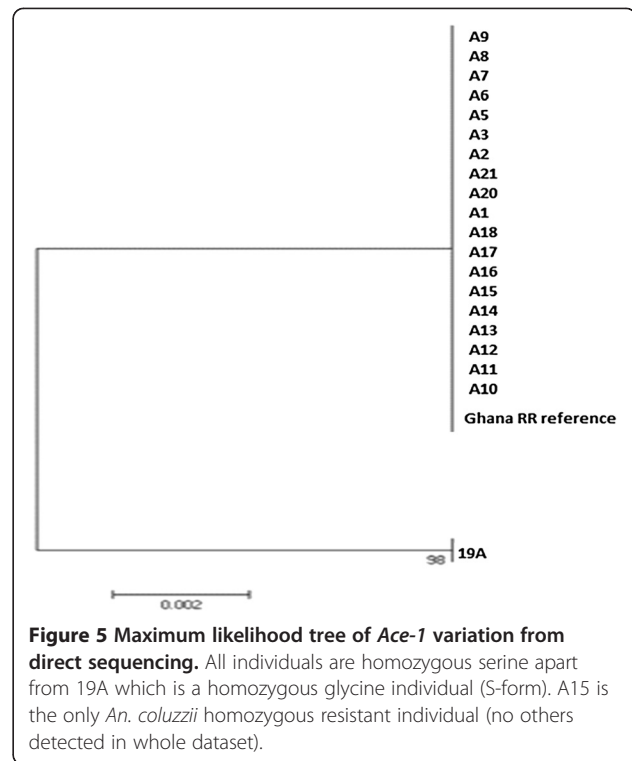 A9
A8
A7
A6
A5
A3
A2
A21
A20
A1
A18
A17
A16
A15
A14
A13
A12
A11
A10
Ghana RR reference
98 19A
0.002
Figure 5 Maximum likelihood tree of Ace-1 variation from
direct sequencing. All individuals are homozygous serine apart
from 19A which is a homozygous glycine individual (S-form). A15 is
the only An. coluzzii homozygous resistant individual (no others
detected in whole dataset).